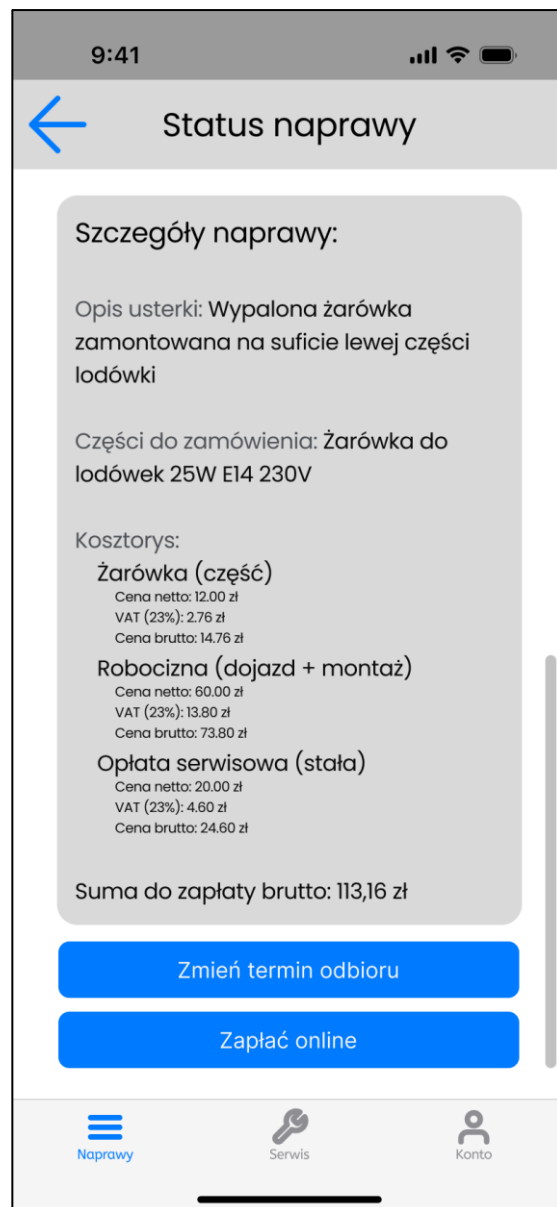 9:41
Status naprawy
Szczegóły naprawy:
Opis usterki: Wypalona żarówka
zamontowana na suficie lewej części
lodówki
Części do zamówienia: Żarówka do
lodówek 25W E14 230V
Kosztorys:
Żarówka (część)
Cena netto: 12.00 zł
VAT (23%): 2.76 zł
Cena brutto: 14.76 zł
Robocizna (dojazd + montaż)
Cena netto: 60.00 zł
VAT (23%): 13.80 zł
Cena brutto: 73.80 zł
Opłata serwisowa (stała)
Cena netto: 20.00 zł
VAT (23%): 4.60 zł
Cena brutto: 24.60 zł
Suma do zapłaty brutto: 113,16 zł
Zmień termin odbioru
Zapłać online
Naprawy Serwis Konto